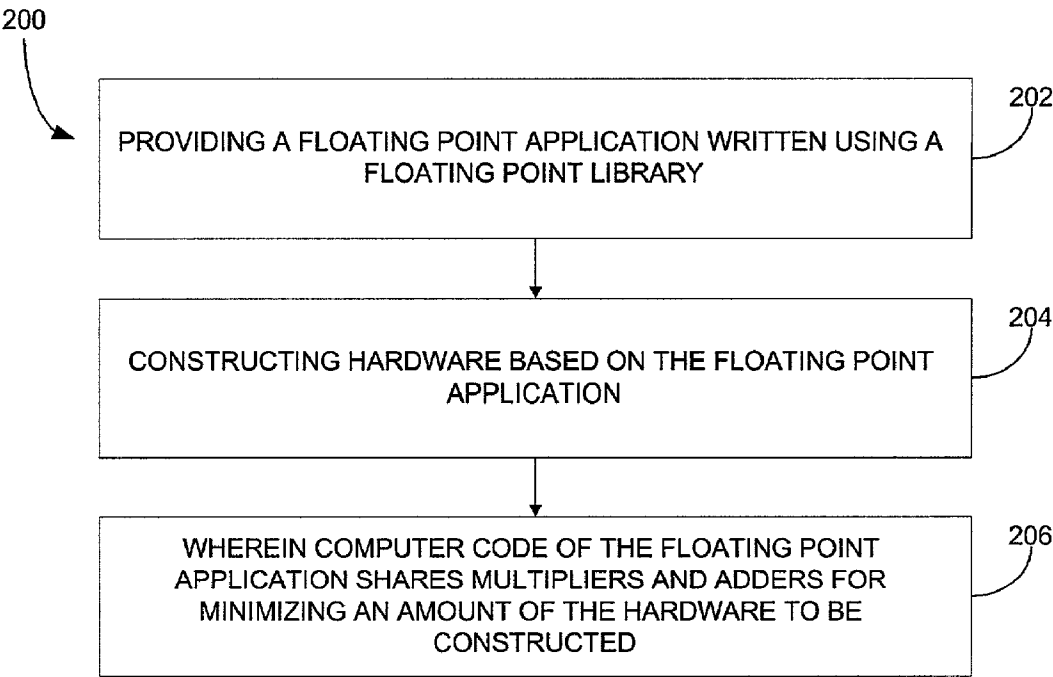 200
202
PROVIDING A FLOATING POINT APPLICATION WRITTEN USING A
FLOATING POINT LIBRARY
204
CONSTRUCTING HARDWARE BASED ON THE FLOATING POINT
APPLICATION
206
WHEREIN COMPUTER CODE OF THE FLOATING POINT
APPLICATION SHARES MULTIPLIERS AND ADDERS FOR
MINIMIZING AN AMOUNT OF THE HARDWARE TO BE
CONSTRUCTED